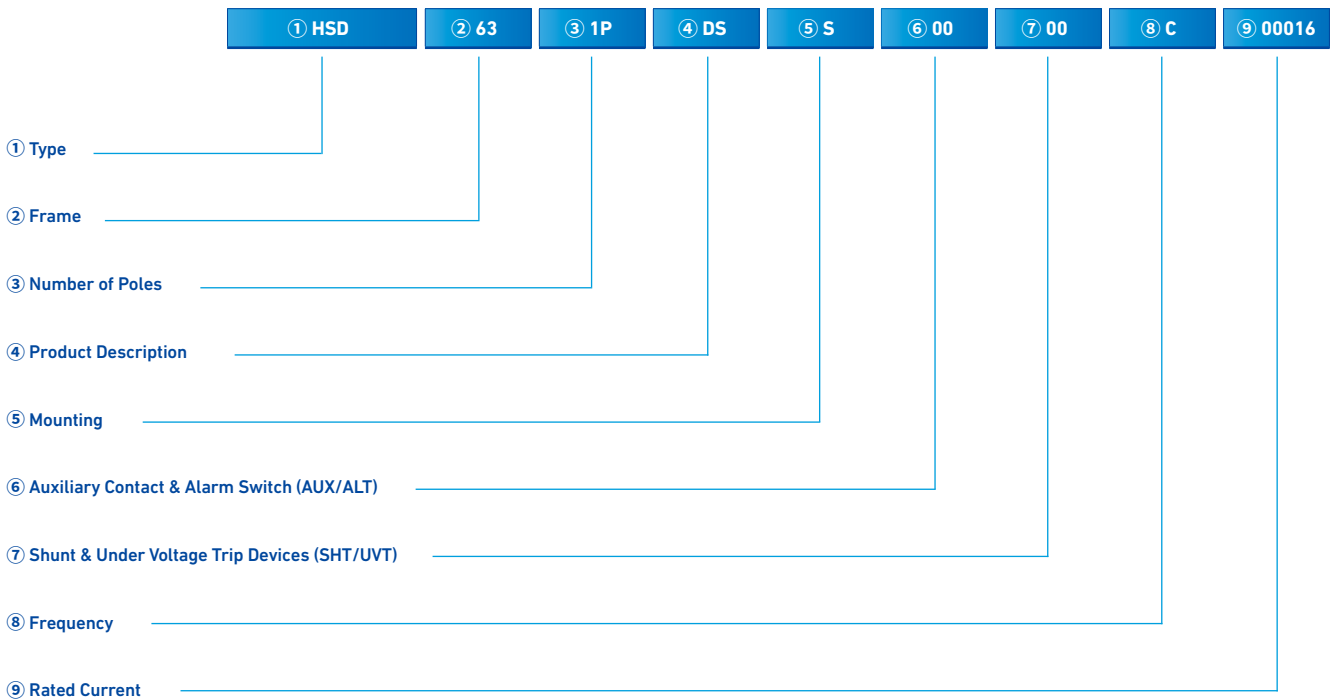 ① HSD ② 63 ③ 1P ④ DS ⑤ S ⑥ 00 ⑦ 00 ⑧ C ⑨ 00016
① Type
② Frame
③ Number of Poles
④ Product Description
⑤ Mounting
⑥ Auxiliary Contact & Alarm Switch (AUX/ALT)
⑦ Shunt & Under Voltage Trip Devices (SHT/UVT)
⑧ Frequency
⑨ Rated Current